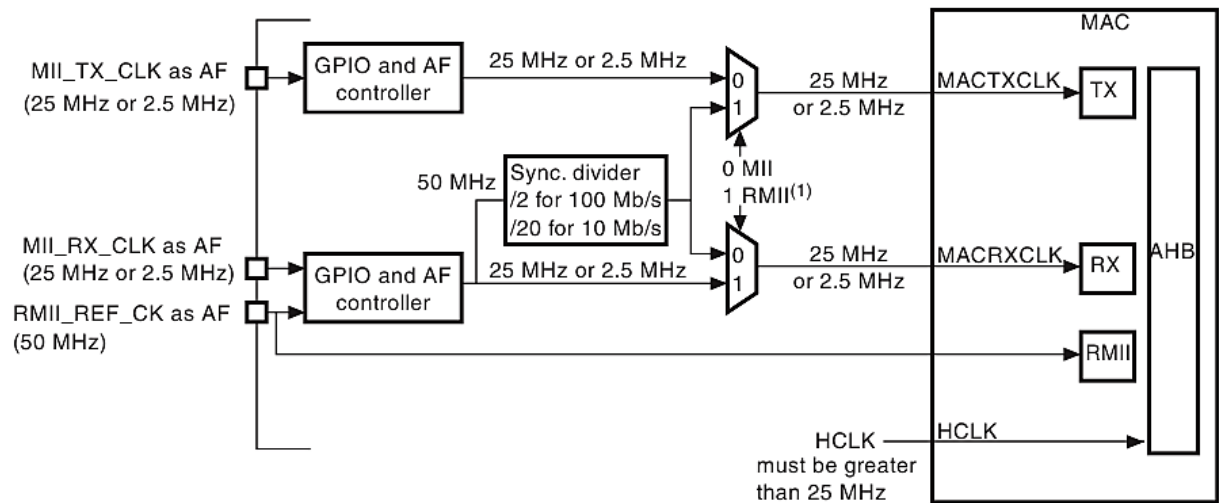 MAC
MII_TX_CLK as AF
(25 MHz or 2.5 MHz)
GPIO and AF
controller
25 MHz or 2.5 MHz
0
1
25 MHz
or 2.5 MHz
MACTXCLK
TX
50 MHz
Sync. divider
/2 for 100 Mb/s
/20 for 10 Mb/s
0 MII
1 RMII(1)
MII_RX_CLK as AF
(25 MHz or 2.5 MHz)
RMII_REF_CK as AF
(50 MHz)
GPIO and AF
controller
25 MHz or 2.5 MHz
0
1
25 MHz
or 2.5 MHz
MACRXCLK
RX
AHB
RMII
HCLK
must be greater
than 25 MHz
HCLK